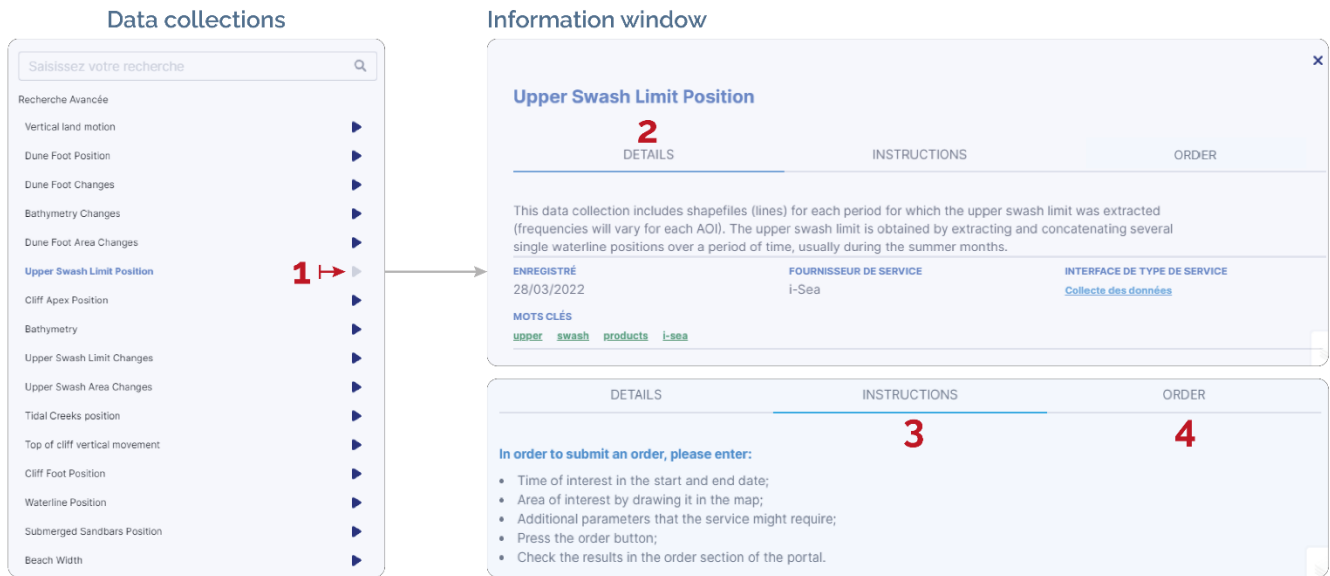 Data collections
Saisissez votre recherche
Recherche Avancée
Vertical land motion
Dune Foot Position
Dune Foot Changes
Bathymetry Changes
Dune Foot Area Changes
Upper Swash Limit Position
1
Cliff Apex Position
Bathymetry
Upper Swash Limit Changes
Upper Swash Area Changes
Tidal Creeks position
Top of cliff vertical movement
Cliff Foot Position
Waterline Position
Submerged Sandbars Position
Beach Width
Information window
×
Upper Swash Limit Position
2
DETAILS INSTRUCTIONS ORDER
This data collection includes shapefiles (lines) for each period for which the upper swash limit was extracted
(frequencies will vary for each AOI). The upper swash limit is obtained by extracting and concatenating several
single waterline positions over a period of time, usually during the summer months.
ENREGISTRÉ FOURNISSEUR DE SERVICE INTERFACE DE TYPE DE SERVICE
28/03/2022 i-Sea Collecte des données
MOTS CLÉS
upper swash products i-sea
DETAILS INSTRUCTIONS ORDER
3 4
In order to submit an order, please enter:
• Time of interest in the start and end date;
• Area of interest by drawing it in the map;
• Additional parameters that the service might require;
• Press the order button;
• Check the results in the order section of the portal.